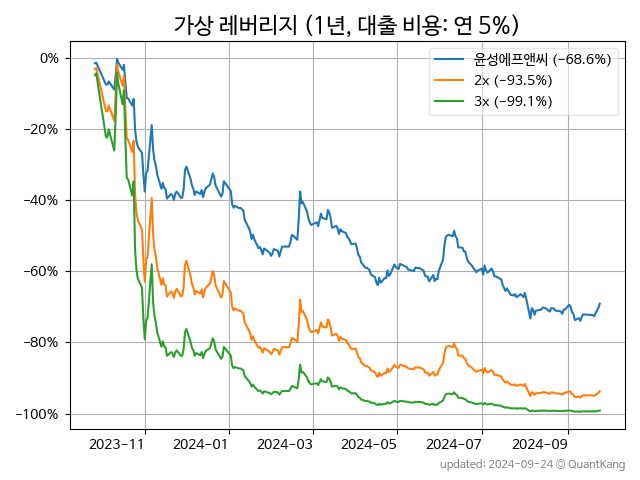 가상 레버리지 (1년, 대출 비용: 연 5%)
윤성에프앤씨 (−68.6%)
2x (−93.5%)
3x (−99.1%)
0%
−20%
−40%
−60%
−80%
−100%
2023-11
2024-01
2024-03
2024-05
2024-07
2024-09
updated: 2024-09-24 © QuantKang